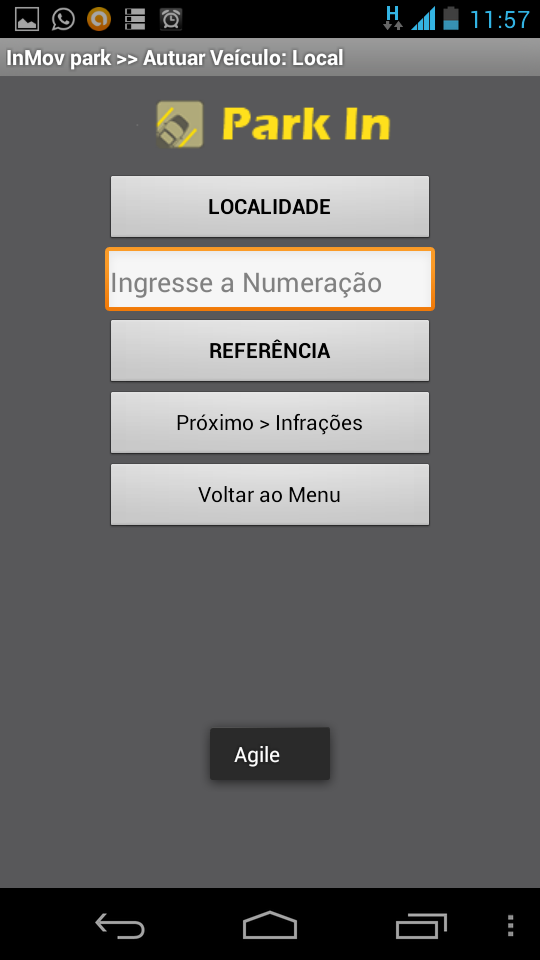 H 11:57
InMov park >> Autuar Veículo: Local
Park In
LOCALIDADE
Ingresse a Numeração
REFERÊNCIA
Próximo > Infrações
Voltar ao Menu
Agile